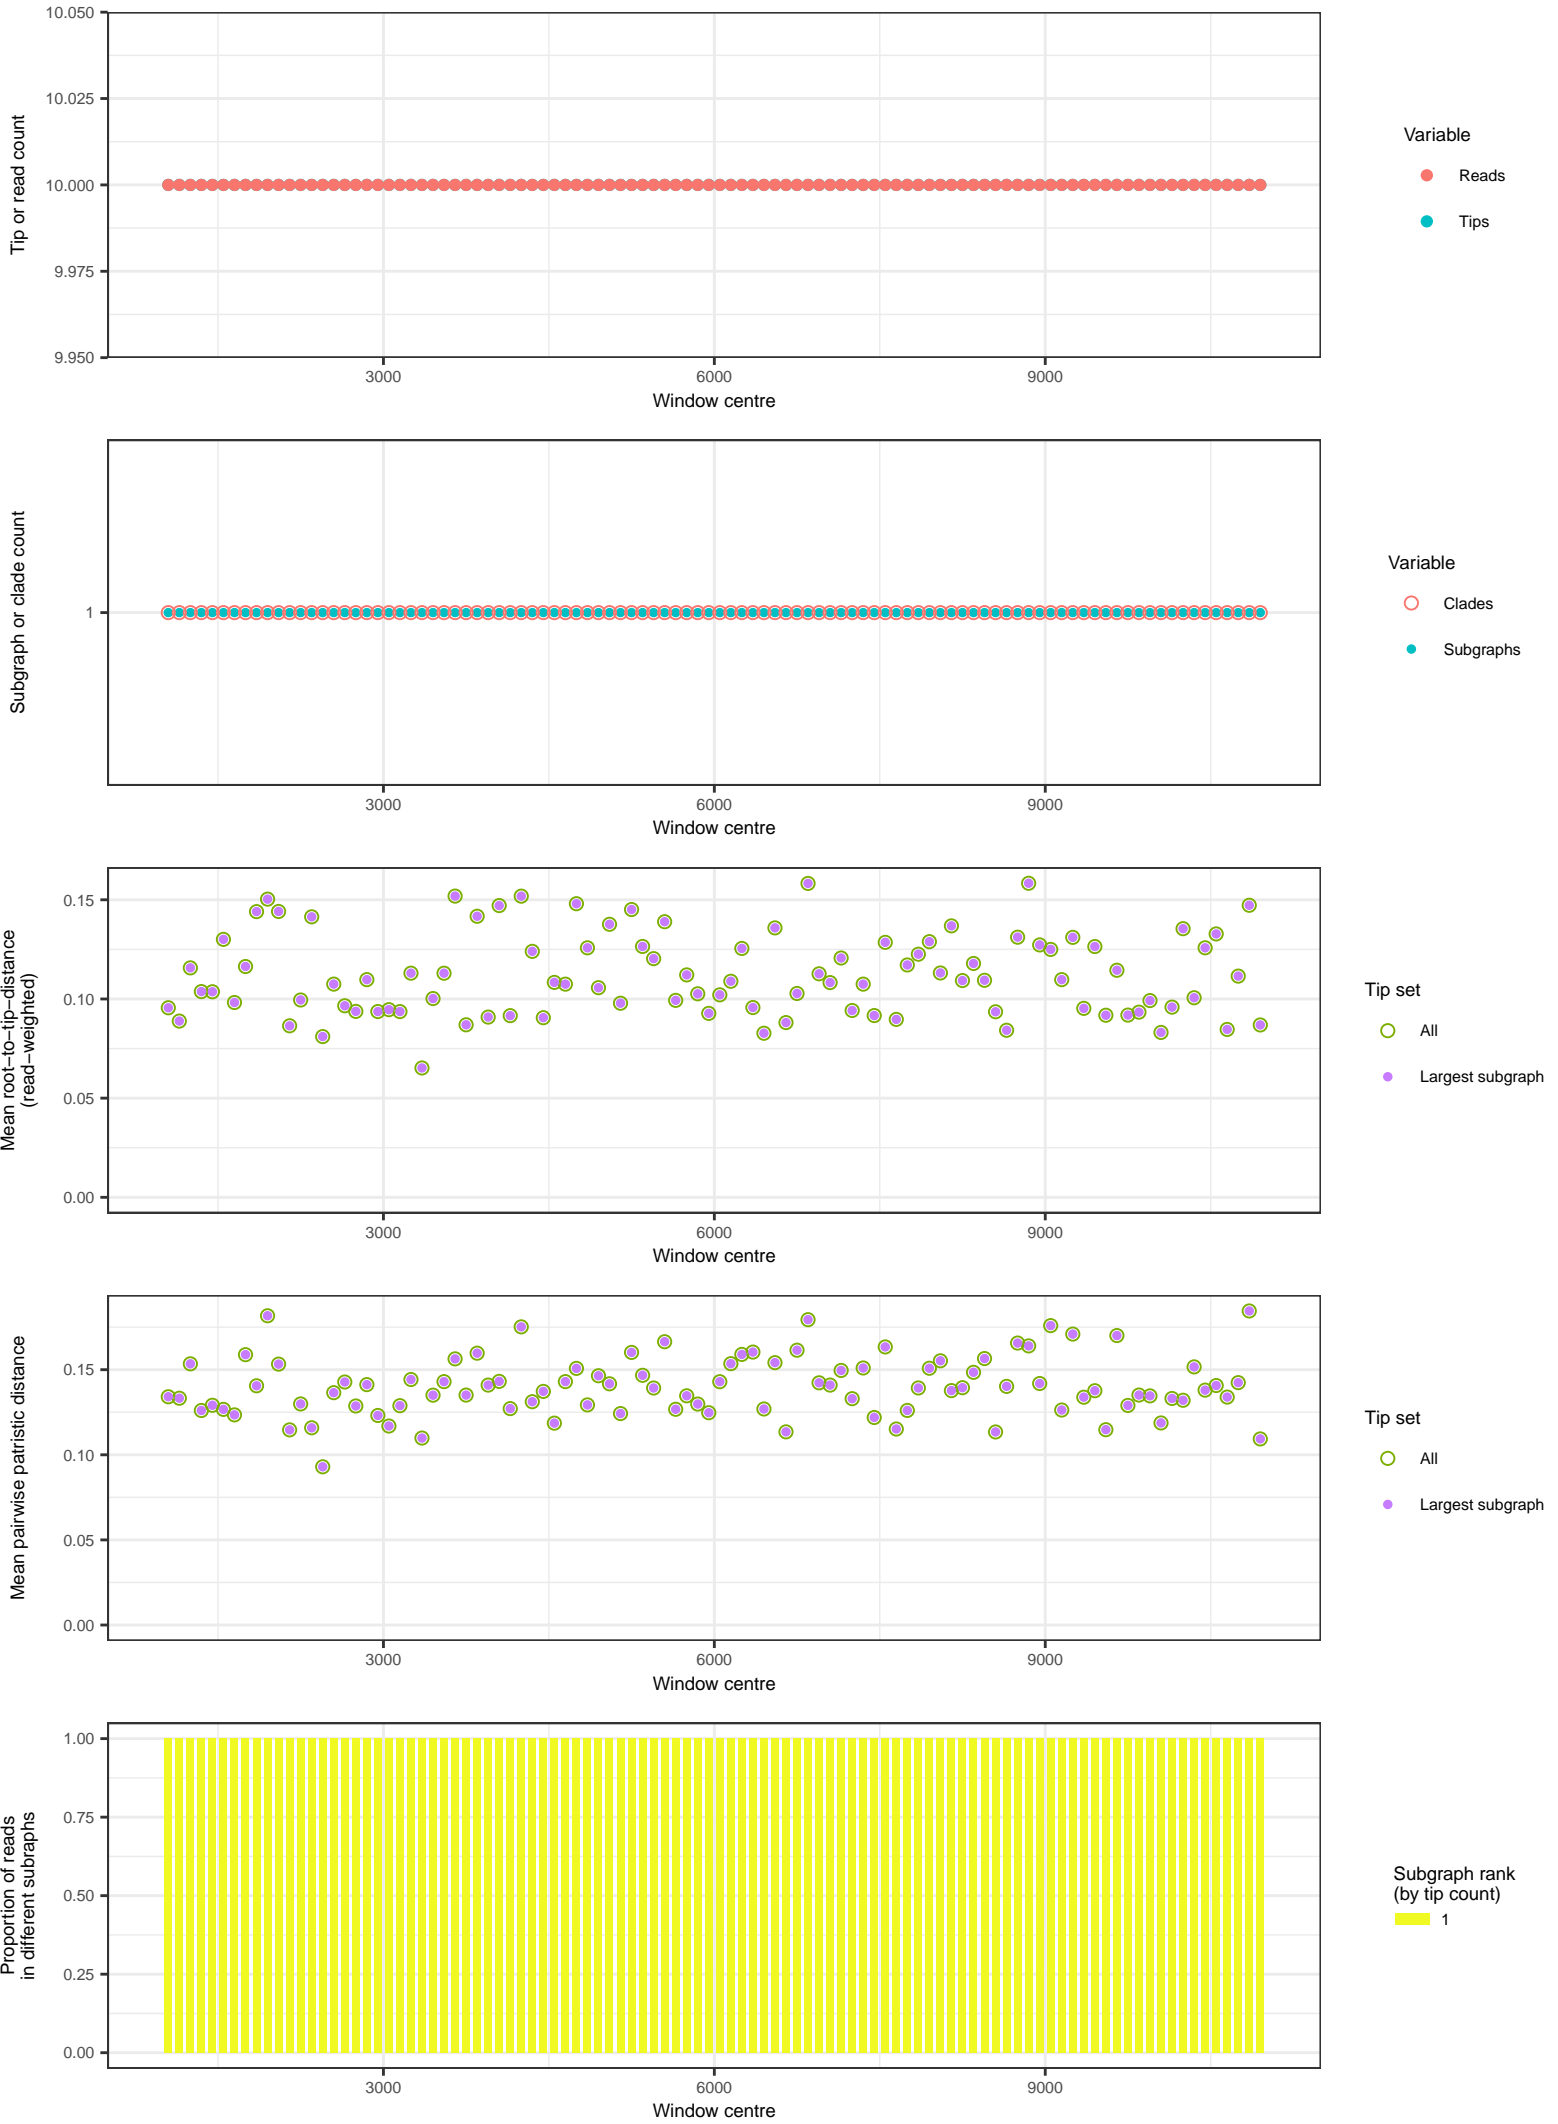 10.050
10.025
10.000
9.975
9.950
Tip or read count
3000
6000
9000
Window centre
Variable
Reads
Tips
Subgraph or clade count
1
3000
6000
9000
Window centre
Variable
Clades
Subgraphs
Mean root−to−tip−distance
(read−weighted)
0.15
0.10
0.05
0.00
3000
6000
9000
Window centre
Tip set
All
Largest subgraph
Mean pairwise patristic distance
0.15
0.10
0.05
0.00
3000
6000
9000
Window centre
Tip set
All
Largest subgraph
Proportion of reads
in different subraphs
1.00
0.75
0.50
0.25
0.00
3000
6000
9000
Window centre
Subgraph rank
(by tip count)
1